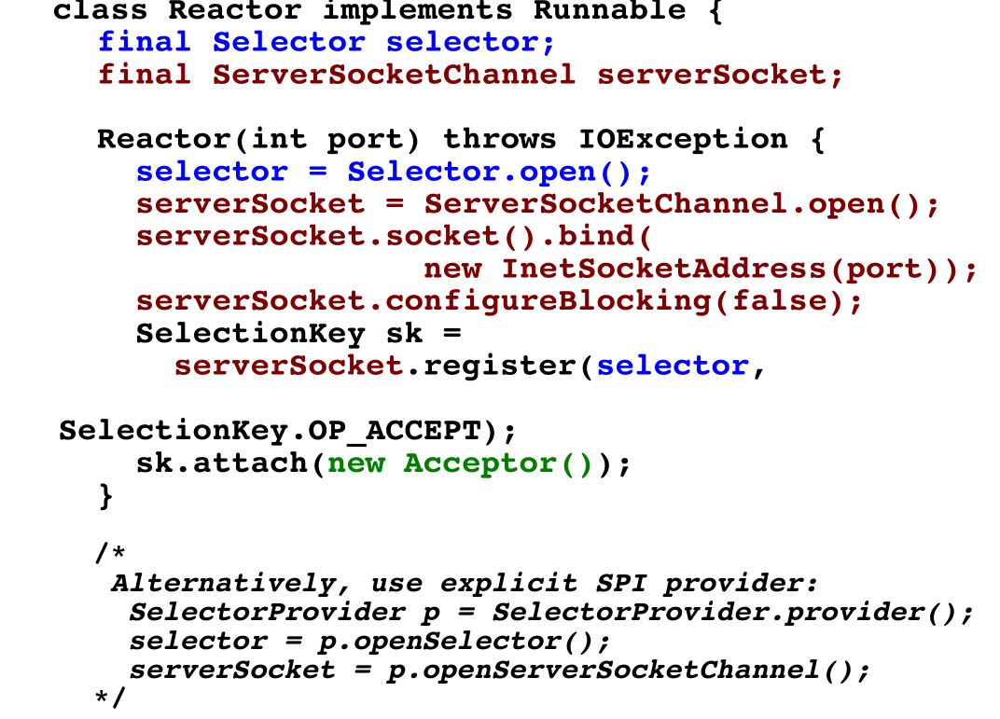 class Reactor implements Runnable {
final Selector selector;
final ServerSocketChannel serverSocket;
Reactor(int port) throws IOException {
selector = Selector.open();
serverSocket = ServerSocketChannel.open();
serverSocket.socket().bind(
new InetSocketAddress(port));
serverSocket.configureBlocking(false);
SelectionKey sk =
serverSocket.register(selector,
SelectionKey.OP_ACCEPT);
sk.attach(new Acceptor());
}
/*
Alternatively, use explicit SPI provider:
SelectorProvider p = SelectorProvider.provider();
selector = p.openSelector();
serverSocket = p.openServerSocketChannel();
*/